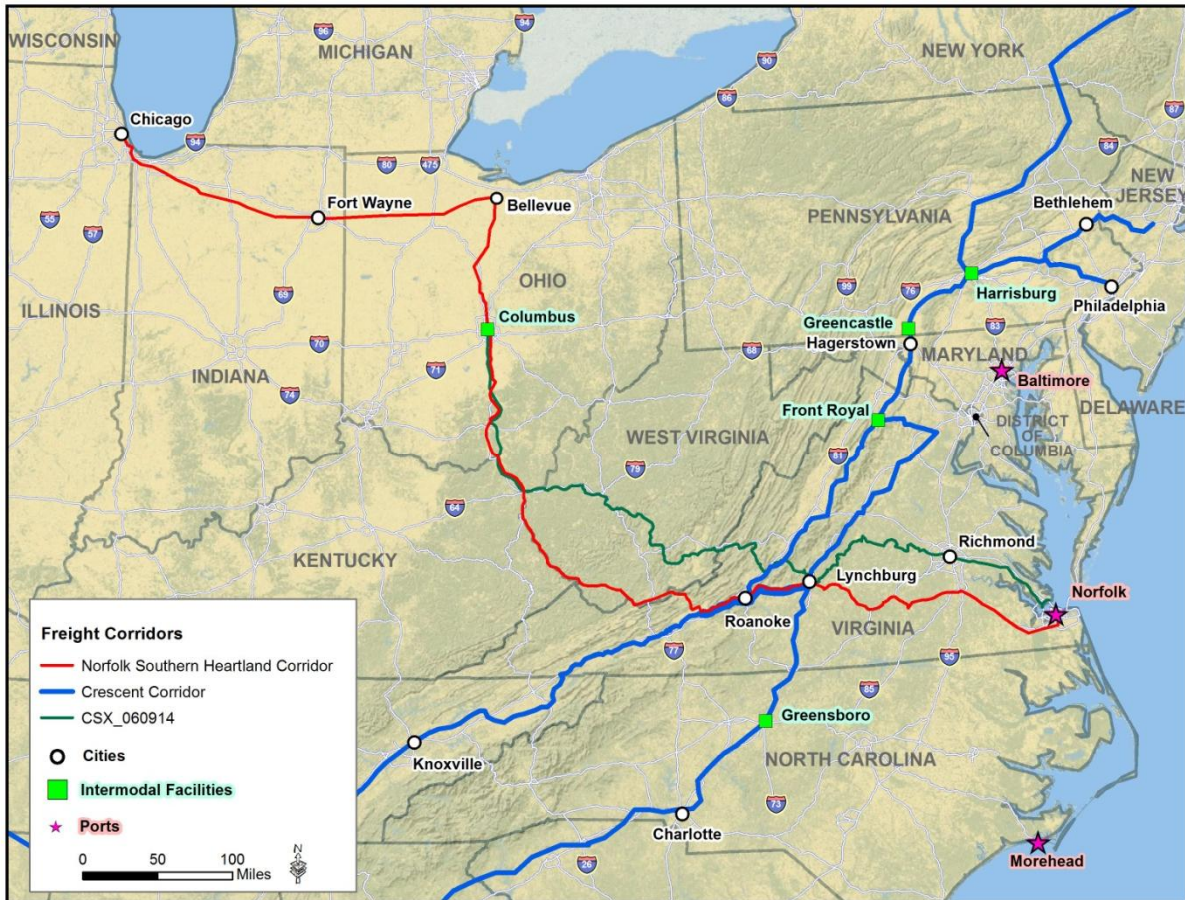 WISCONSIN
MICHIGAN
NEW YORK
94
96
90
86
87
Chicago
94
80
475
84
NEW
JERSEY
Fort Wayne
Bellevue
PENNSYLVANIA
Bethlehem
55
57
OHIO
ILLINOIS
69
99
76
Harrisburg
Philadelphia
Columbus
Greencastle
83
Hagerstown
70
68
MARYLAND
INDIANA
71
74
Baltimore
DELAWARE
Front Royal
WEST VIRGINIA
DISTRICT
OF
COLUMBIA
79
81
64
KENTUCKY
Richmond
Lynchburg
Norfolk
Roanoke
VIRGINIA
77
95
85
Greensboro
Knoxville
NORTH CAROLINA
73
Charlotte
26
Morehead
Freight Corridors
Norfolk Southern Heartland Corridor
Crescent Corridor
CSX_060914
Cities
Intermodal Facilities
Ports
0 50 100
Miles
N